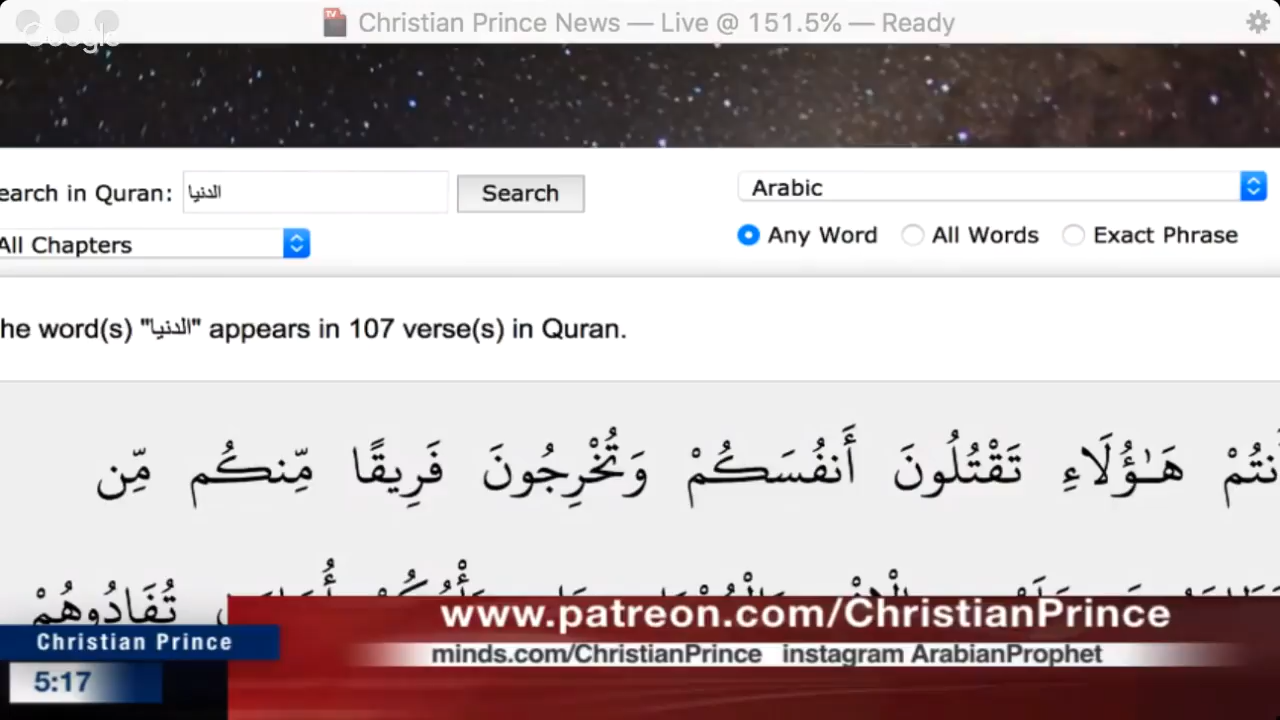 Christian Prince News — Live @ 151.5% — Ready
Google
earch in Quran: الدنيا Search Arabic
All Chapters Any Word All Words Exact Phrase
he word(s) "الدنيا" appears in 107 verse(s) in Quran.
نتُمْ هَـٰؤُلَاءِ تَقْتُلُونَ أَنفُسَكُمْ وَتُخْرِجُونَ فَرِيقًا مِّنكُم مِّن
تُفَادُوهُمْ
www.patreon.com/ChristianPrince
Christian Prince
minds.com/ChristianPrince instagram ArabianProphet
5:17